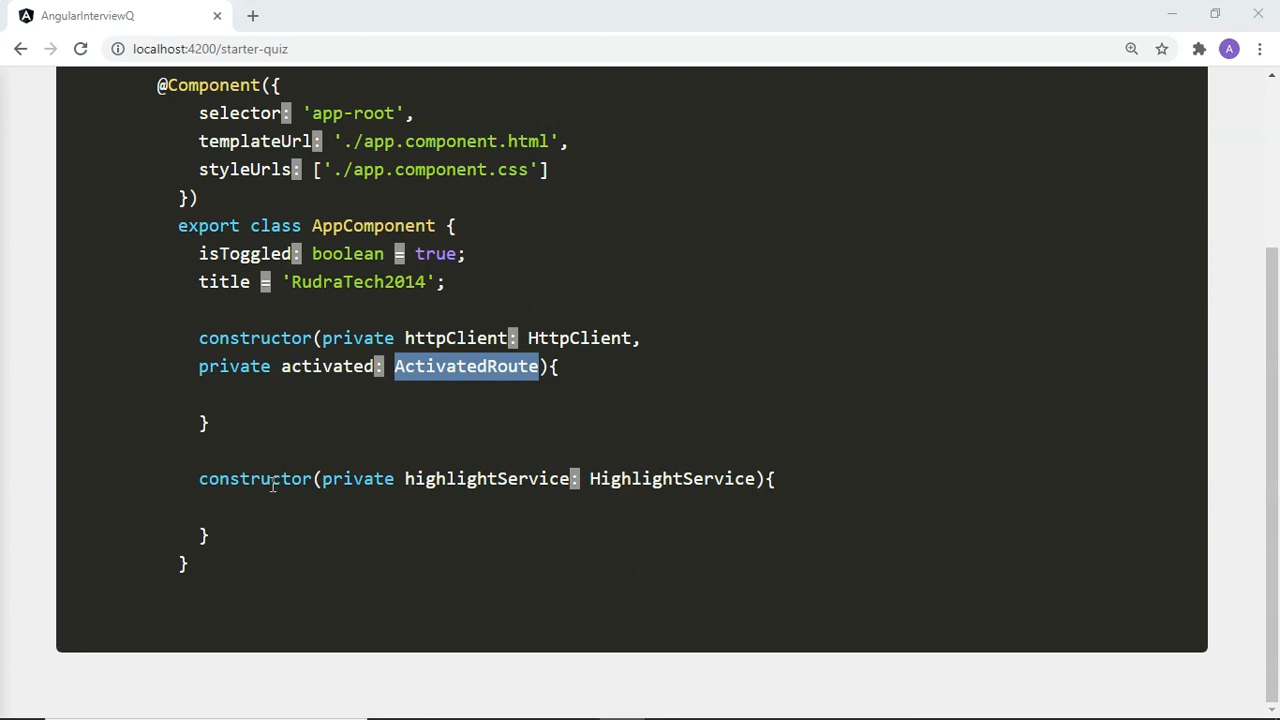 AngularInterviewQ
localhost:4200/starter-quiz
A
@Component({
selector: 'app-root',
templateUrl: './app.component.html',
styleUrls: ['./app.component.css']
})
export class AppComponent {
isToggled: boolean = true;
title = 'RudraTech2014';
constructor(private httpClient: HttpClient,
private activated: ActivatedRoute){
}
constructor(private highlightService: HighlightService){
}
}